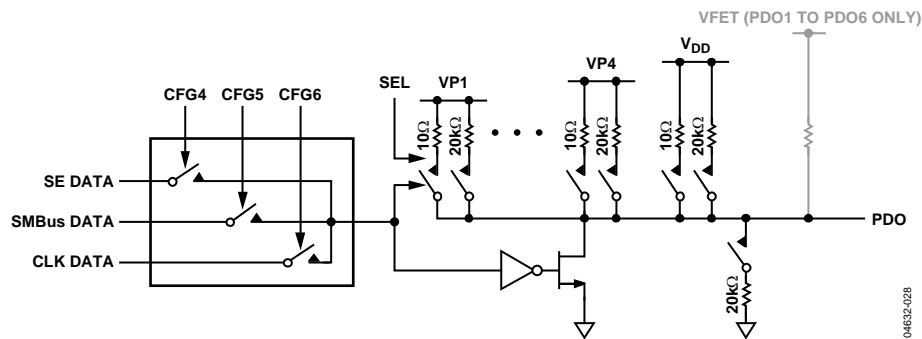 VFET (PDO1 TO PDO6 ONLY)
VDD
VP4
CFG4 CFG5 CFG6
SEL VP1
10Ω
20kΩ
10Ω
20kΩ
10Ω
20kΩ
SE DATA
SMBus DATA
CLK DATA
PDO
20kΩ
04632-028